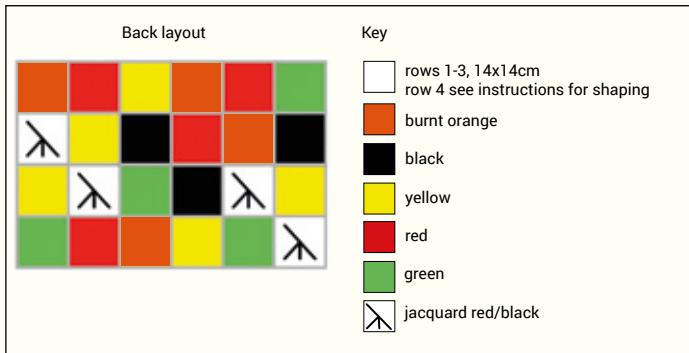 Back layout
Key
rows 1-3, 14x14cm
row 4 see instructions for shaping
burnt orange
black
yellow
red
green
jacquard red/black